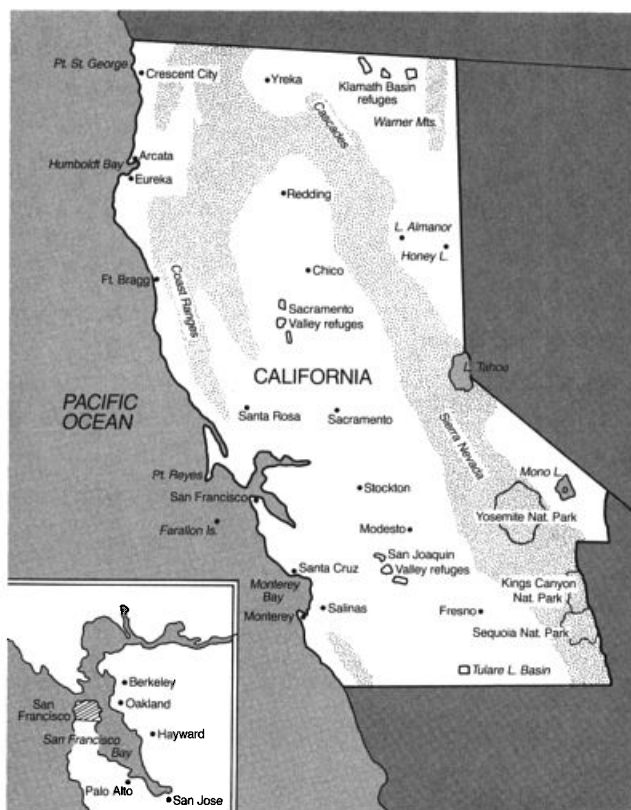 Pt. St. George
Crescent City
Yreka
Klamath Basin
refuges
Cascades
Warner Mts.
Humboldt Bay
Arcata
Eureka
Redding
L. Almanor
Honey L.
Ft. Bragg
Coast Ranges
Chico
Sacramento
Valley refuges
CALIFORNIA
L. Tahoe
PACIFIC
OCEAN
Santa Rosa
Sacramento
Sierra Nevada
Pt. Reyes
San Francisco
Stockton
Mono L.
Yosemite Nat. Park
Farallon Is.
Modesto
San Joaquin
Valley refuges
Santa Cruz
Monterey
Bay
Monterey
Salinas
Fresno
Kings Canyon
Nat. Park
Sequoia Nat. Park
Tulare L. Basin
Berkeley
Oakland
San
Francisco
Hayward
San Francisco
Bay
Palo Alto
San Jose